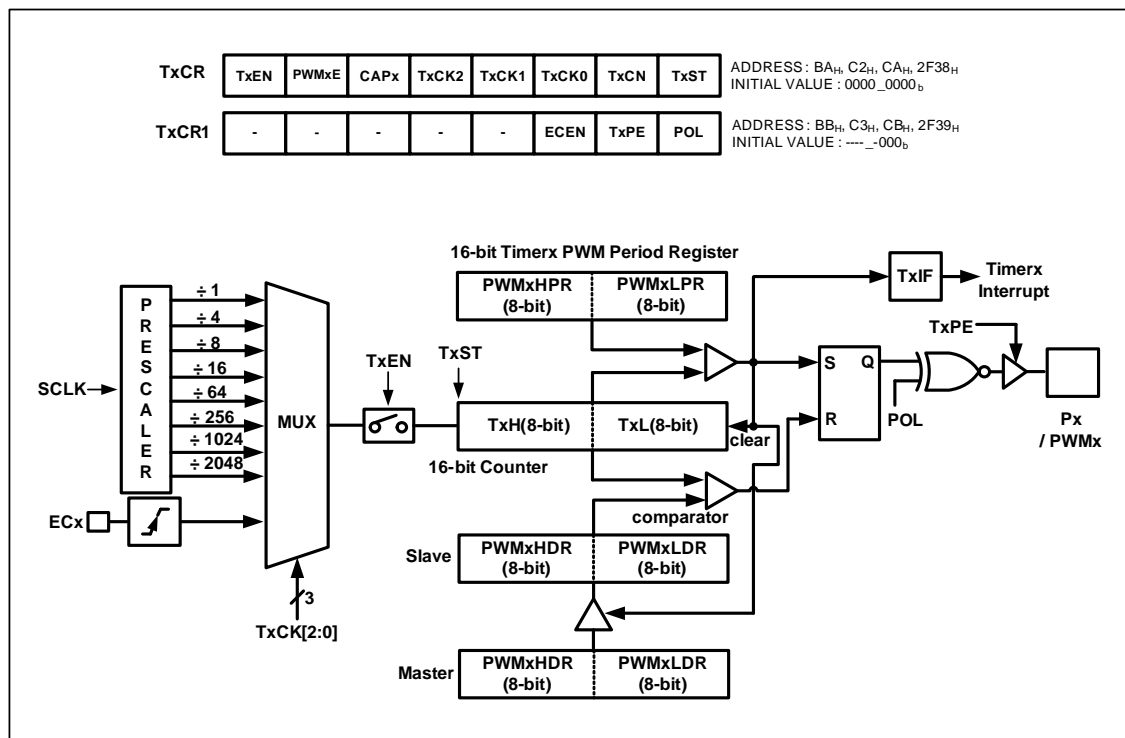 TxCR TxEN PWMxE CAPx TxCK2 TxCK1 TxCK0 TxCN TxST
ADDRESS : BAH, C2H, CAH, 2F38H
INITIAL VALUE : 0000_0000b
TxCR1 - - - - - ECEN TxPE POL
ADDRESS : BBH, C3H, CBH, 2F39H
INITIAL VALUE : ----_-000b
16-bit Timerx PWM Period Register
PWMxHPR
(8-bit)
PWMxLPR
(8-bit)
TxIF
Timerx
Interrupt
PRESCALER
÷ 1
÷ 4
÷ 8
÷ 16
÷ 64
÷ 256
÷ 1024
÷ 2048
SCLK
MUX
TxEN
TxST
TxH(8-bit)
TxL(8-bit)
clear
16-bit Counter
S
Q
R
TxPE
POL
Px
/ PWMx
ECx
comparator
Slave
PWMxHDR
(8-bit)
PWMxLDR
(8-bit)
3
TxCK[2:0]
Master
PWMxHDR
(8-bit)
PWMxLDR
(8-bit)